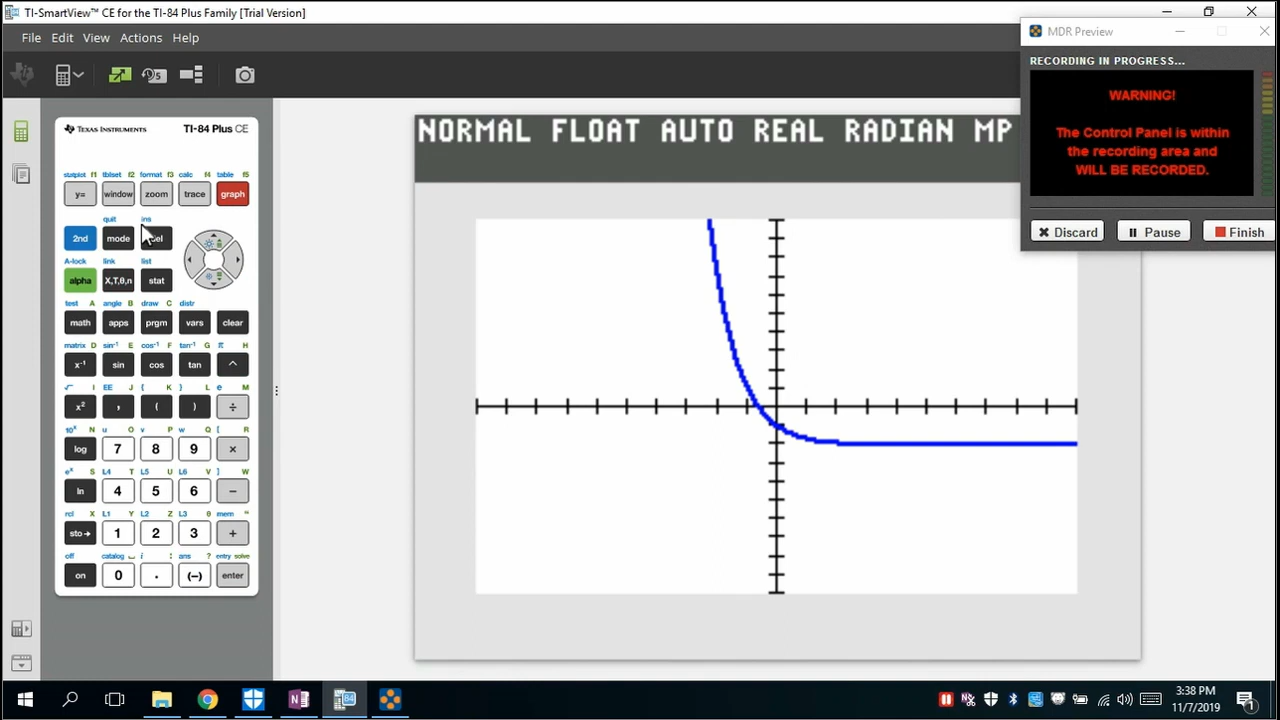 TI-SmartView™ CE for the TI-84 Plus Family [Trial Version]
File Edit View Actions Help
MDR Preview
RECORDING IN PROGRESS...
WARNING!
The Control Panel is within
the recording area and
WILL BE RECORDED.
Discard Pause Finish
NORMAL FLOAT AUTO REAL RADIAN MP
TEXAS INSTRUMENTS TI-84 Plus CE
statplot f1 tblset f2 format f3 calc f4 table f5
y= window zoom trace graph
quit ins
2nd mode del
A-lock link list
alpha X,T,θ,n stat
test A angle B draw C distr
math apps prgm vars clear
matrix D sin⁻¹ E cos⁻¹ F tan⁻¹ G π H
x⁻¹ sin cos tan ^
√ I EE J { K } L e M
x² , ( ) ÷
10ˣ N u O v P w Q [ R
log 7 8 9 ×
eˣ S L4 T L5 U L6 V ] W
ln 4 5 6 −
rcl X L1 Y L2 Z L3 θ mem "
sto→ 1 2 3 +
off catalog ⎵ i : ans ? entry solve
on 0 . (−) enter
84
3:38 PM
11/7/2019
1